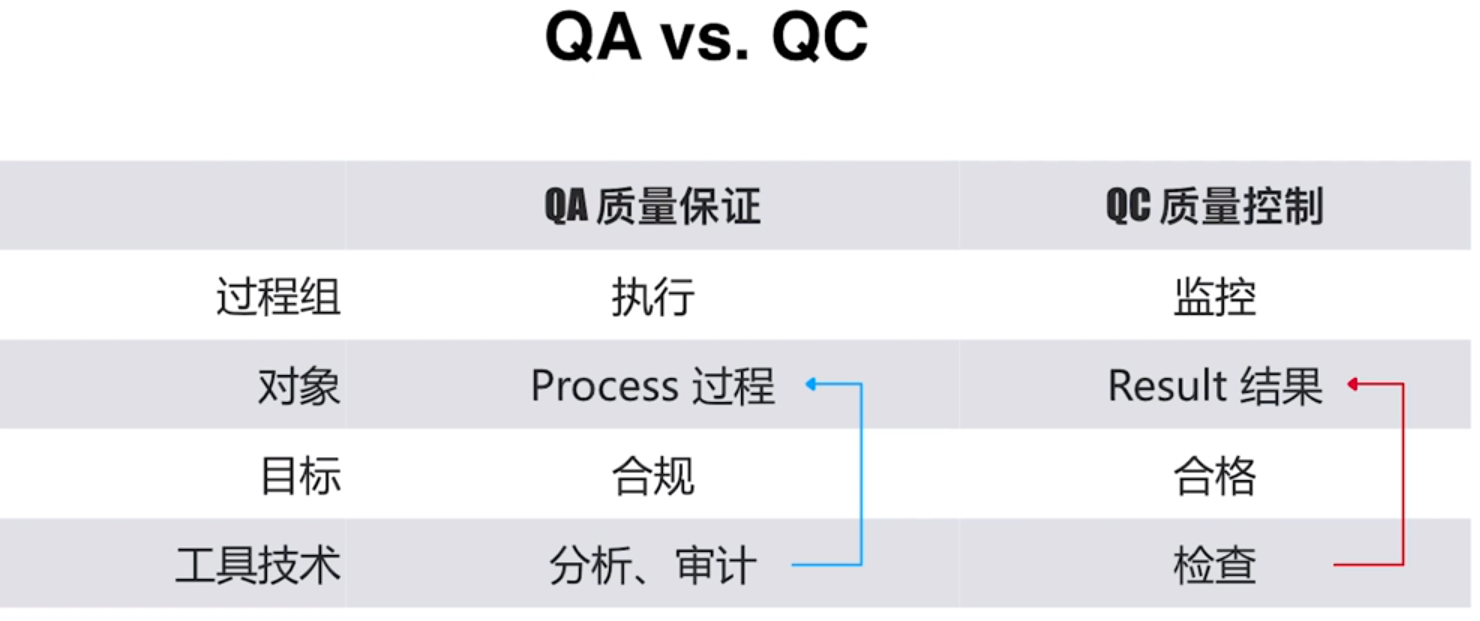 QA vs. QC
QA 质量保证 QC 质量控制
过程组 执行 监控
对象 Process 过程 Result 结果
目标 合规 合格
工具技术 分析、审计 检查